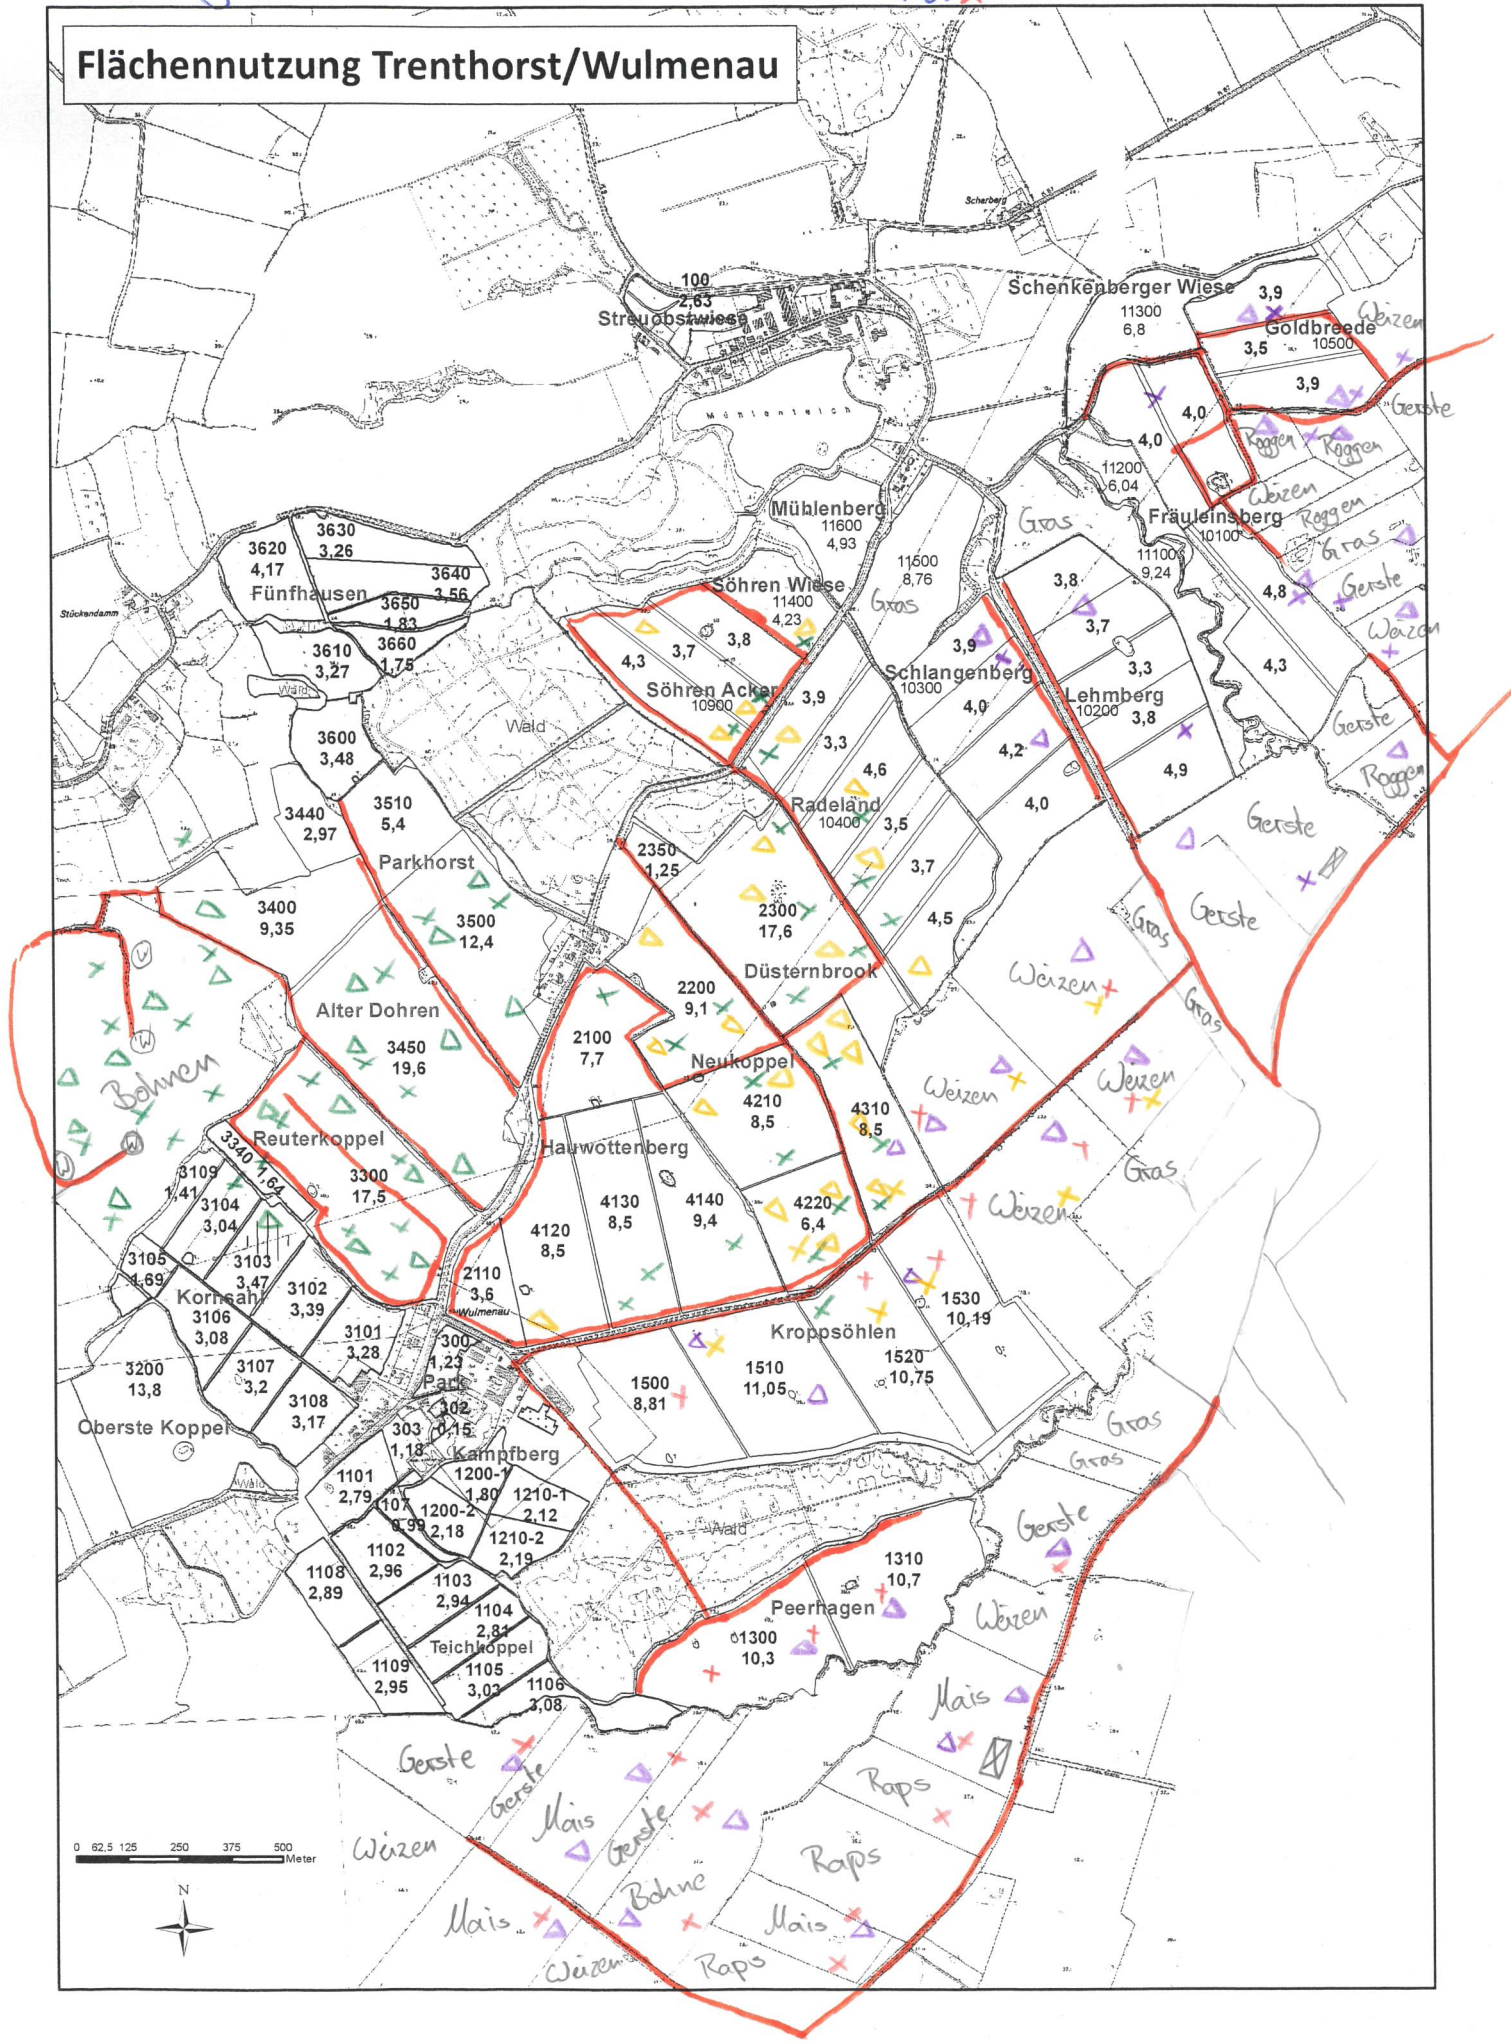 Flächennutzung Trenthorst/Wulmenau
Scharberg
100
2,63
Streuobstwiese
Schenkenberger Wiese
11300
6,8
3,9
Goldbreede
10500
3,5
3,9
Weizen
Gerste
Mühlenteich
4,0
4,0
Roggen
Roggen
11200
6,04
Weizen
Roggen
Fräuleinsberg
10100
Gras
Gras
Mühlenberg
11600
4,93
11500
8,76
11100
9,24
3630
3,26
3620
4,17
Fünfhausen
3640
3,56
3650
1,83
Stückendamm
3610
3,27
3660
1,75
Wald
Söhren Wiese
11400
4,23
Gras
3,8
3,7
Gerste
4,8
Weizen
3,8
3,7
4,3
Söhren Acker
10900
3,9
3,9
Schlangenberg
10300
3,3
4,3
Lehmberg
10200
3,8
Wald
4,0
3600
3,48
3,3
4,2
4,9
Gerste
Roggen
4,6
3510
5,4
3440
2,97
Radeland
10400
3,5
4,0
Gerste
2350
1,25
Parkhorst
3,7
3400
9,35
3500
12,4
2300
17,6
4,5
Gras
Gerste
Düsternbrook
Weizen
Alter Dohren
2200
9,1
Gras
3450
19,6
2100
7,7
Neukoppel
Bohnen
W
W
W
W
Weizen
Weizen
4210
8,5
4310
8,5
Reuterkoppel
3340 1,64
Hauwottenberg
3109
1,41
3300
17,5
Gras
3104
3,04
4130
8,5
4140
9,4
4220
6,4
Weizen
4120
8,5
3105
1,69
3103
3,47
2110
3,6
Wulmenau
3102
3,39
Kornsahl
3106
3,08
3101
3,28
300
1,23
Park
1530
10,19
Kroppsöhlen
3200
13,8
3107
3,2
1500
8,81
1510
11,05
1520
10,75
302
0,15
3108
3,17
303
1,18
Oberste Koppel
Kampfberg
Gras
Gras
Wald
1101
2,79
1200-1
1,80
1210-1
2,12
1107
0,99
1200-2
2,18
1210-2
2,19
Wald
Gerste
1102
2,96
1310
10,7
1108
2,89
1103
2,94
1104
2,81
Peerhagen
Weizen
Teichkoppel
1300
10,3
1109
2,95
1105
3,03
1106
3,08
Mais
Gerste
Gerste
Raps
Mais
Gerste
Weizen
Raps
Bohne
Mais
Mais
Weizen
Raps
0 62,5 125 250 375 500
Meter
N